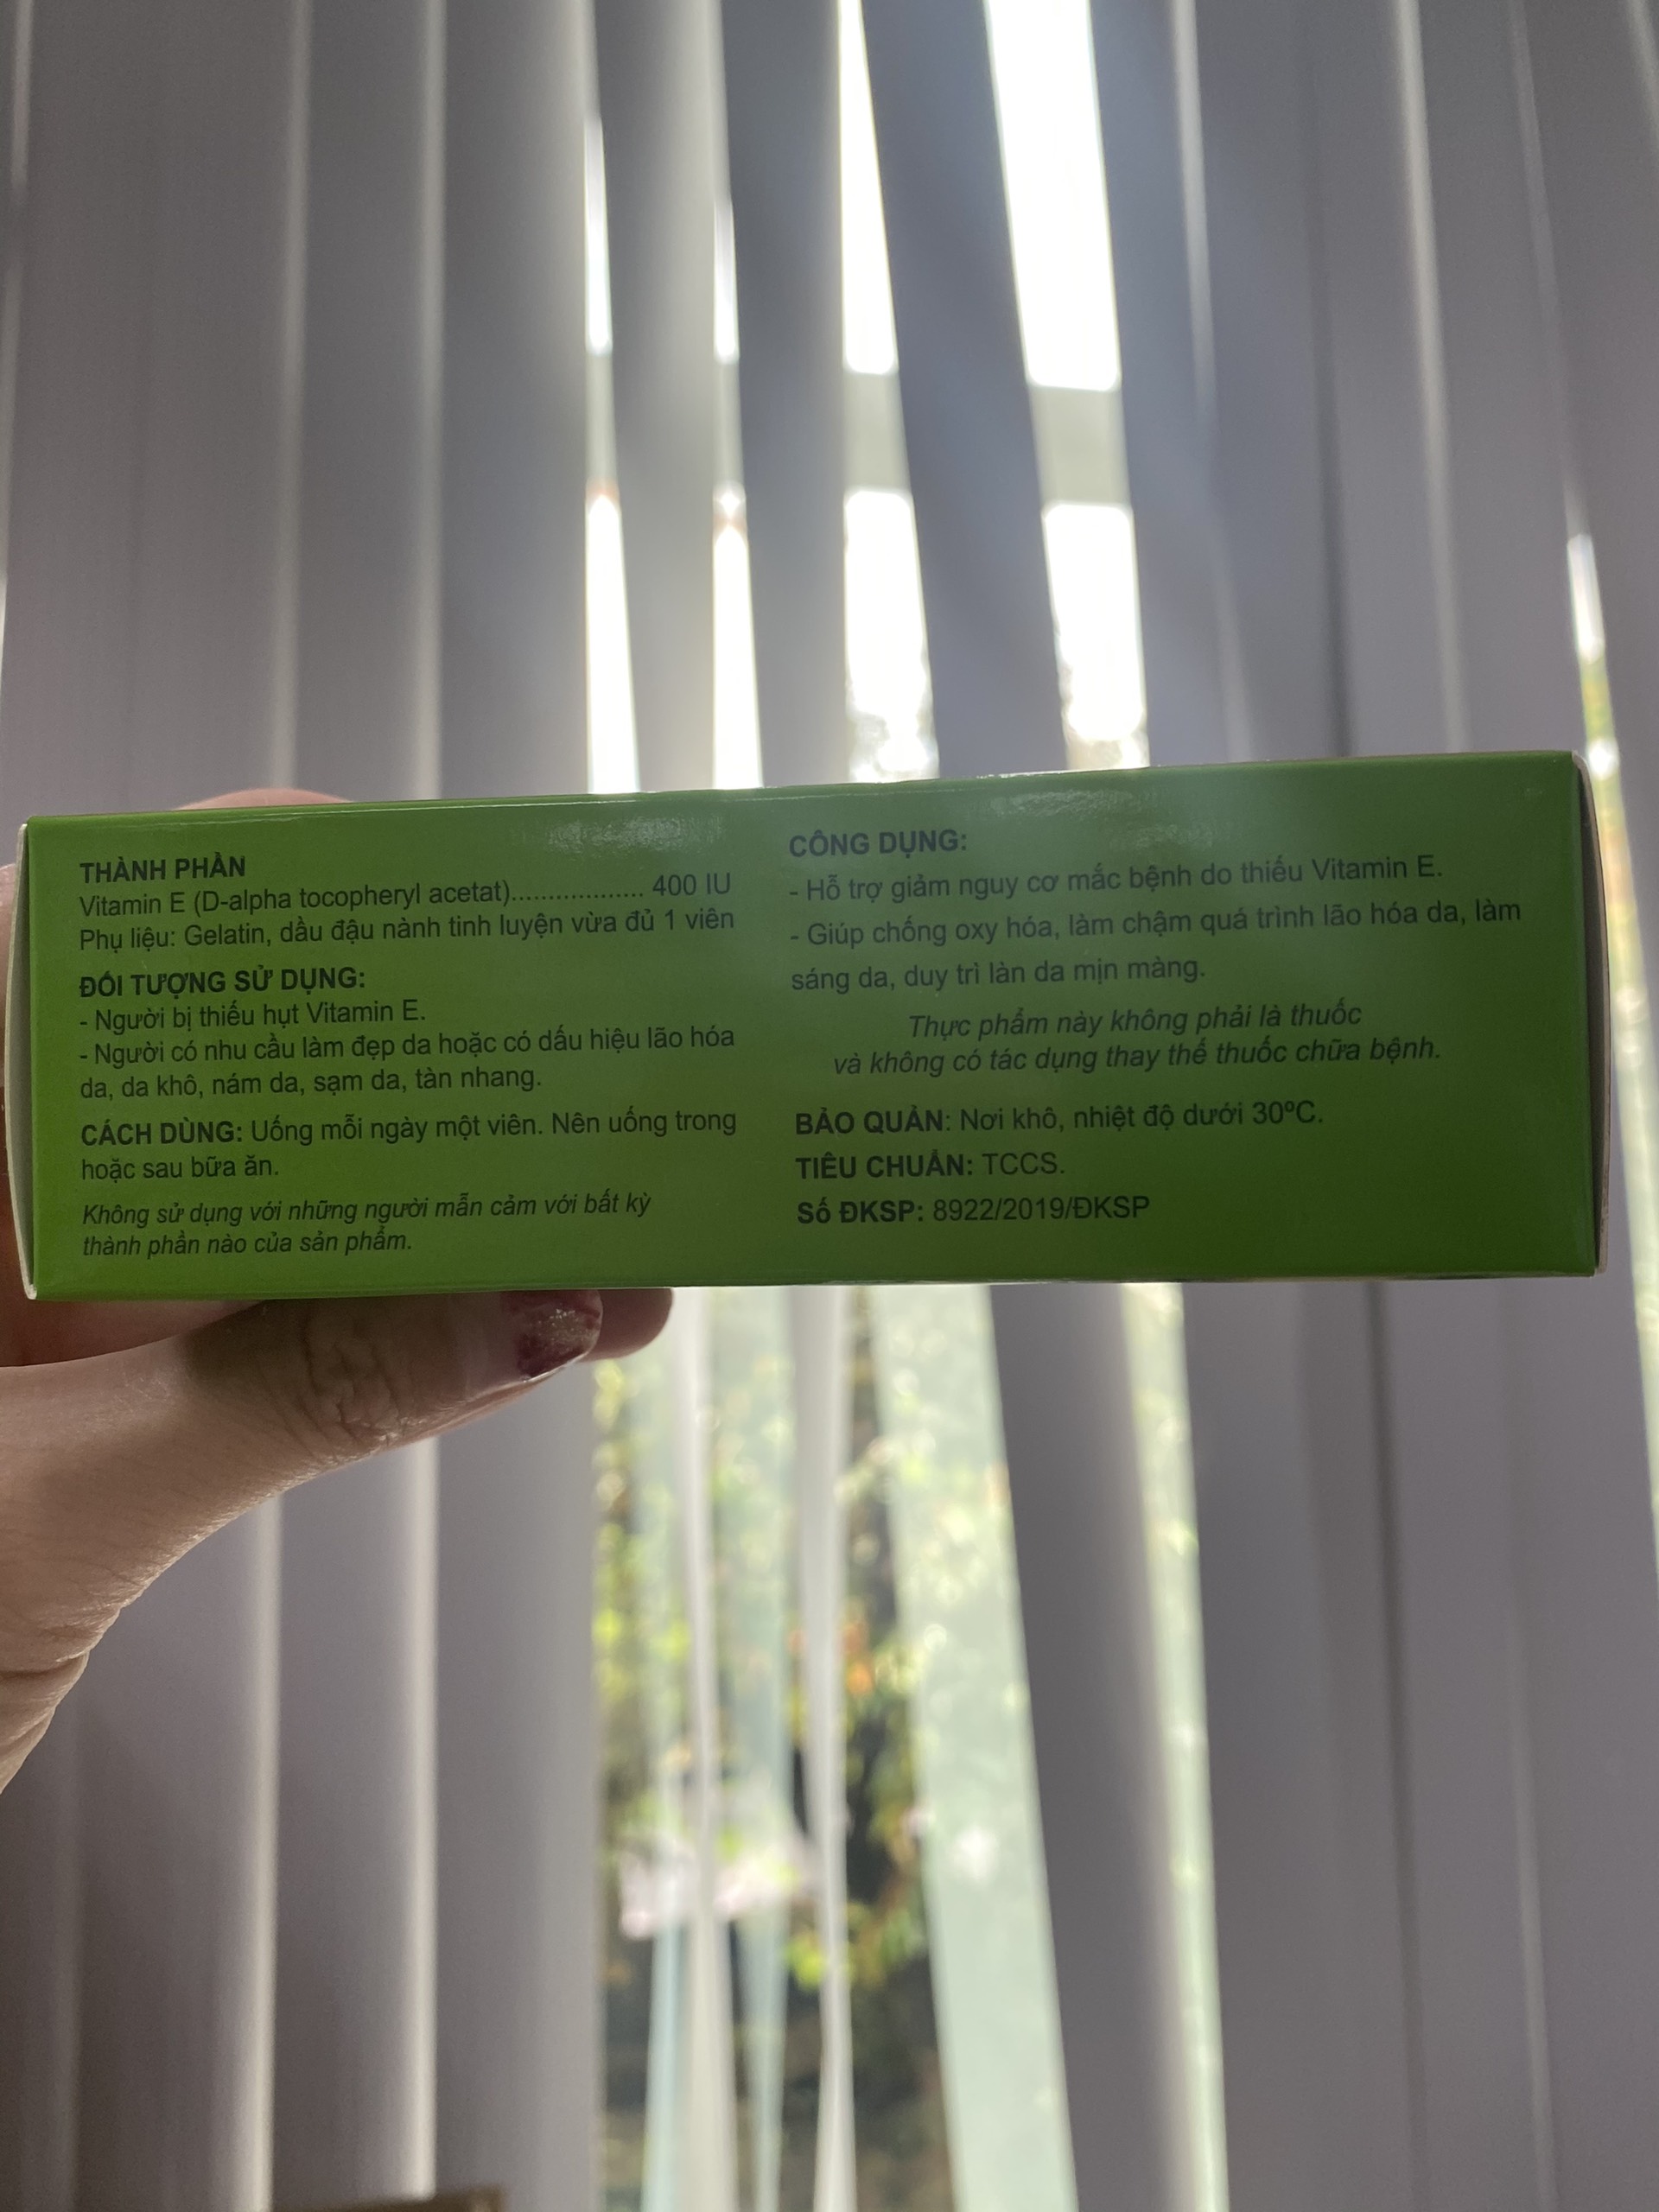 THÀNH PHẦN
Vitamin E (D-alpha tocopheryl acetat).................. 400 IU
Phụ liệu: Gelatin, dầu đậu nành tinh luyện vừa đủ 1 viên
ĐỐI TƯỢNG SỬ DỤNG:
- Người bị thiếu hụt Vitamin E.
- Người có nhu cầu làm đẹp da hoặc có dấu hiệu lão hóa
da, da khô, nám da, sạm da, tàn nhang.
CÁCH DÙNG: Uống mỗi ngày một viên. Nên uống trong
hoặc sau bữa ăn.
Không sử dụng với những người mẫn cảm với bất kỳ
thành phần nào của sản phẩm.
CÔNG DỤNG:
- Hỗ trợ giảm nguy cơ mắc bệnh do thiếu Vitamin E.
- Giúp chống oxy hóa, làm chậm quá trình lão hóa da, làm
sáng da, duy trì làn da mịn màng.
Thực phẩm này không phải là thuốc
và không có tác dụng thay thế thuốc chữa bệnh.
BẢO QUẢN: Nơi khô, nhiệt độ dưới 30ºC.
TIÊU CHUẨN: TCCS.
Số ĐKSP: 8922/2019/ĐKSP